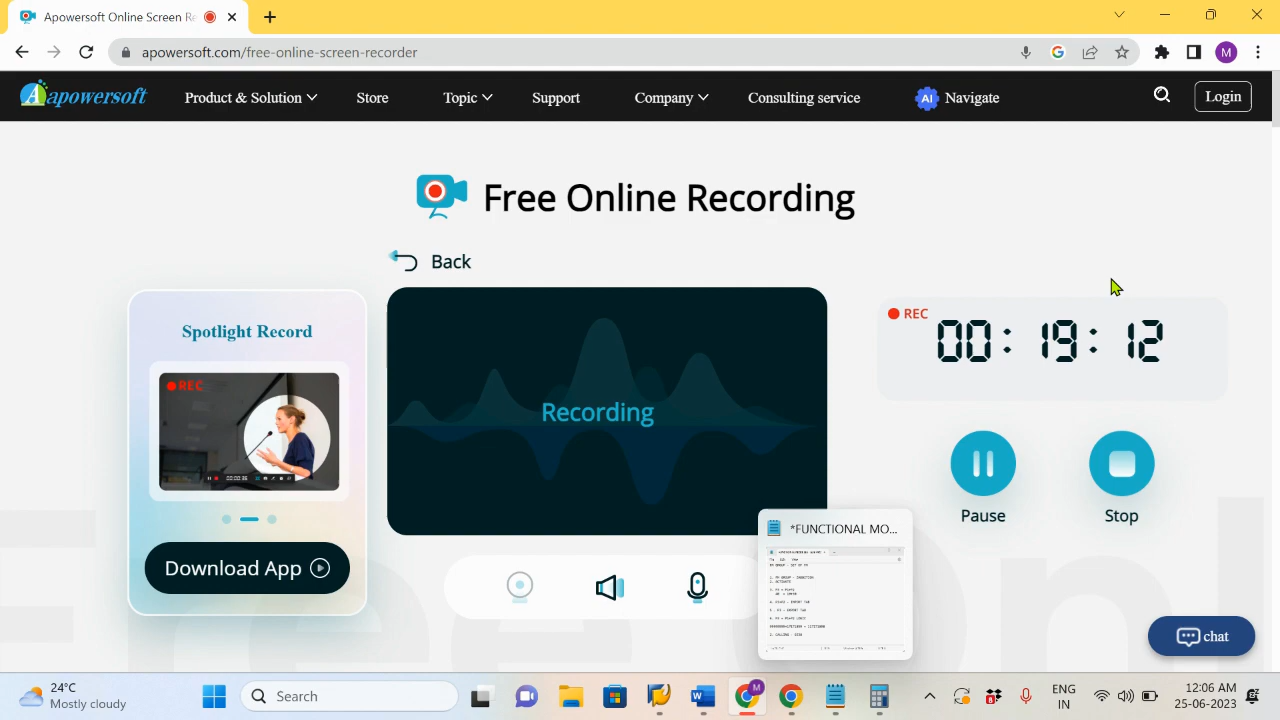 Apowersoft Online Screen Re
apowersoft.com/free-online-screen-recorder
M
apowersoft
Product & Solution
Store
Topic
Support
Company
Consulting service
AI Navigate
Login
Free Online Recording
Back
Spotlight Record
REC
Download App
Recording
REC
00:19:12
Pause
Stop
*FUNCTIONAL MO...
chat
24°C
Mostly cloudy
Search
M
ENG
IN
12:06 AM
25-06-2023